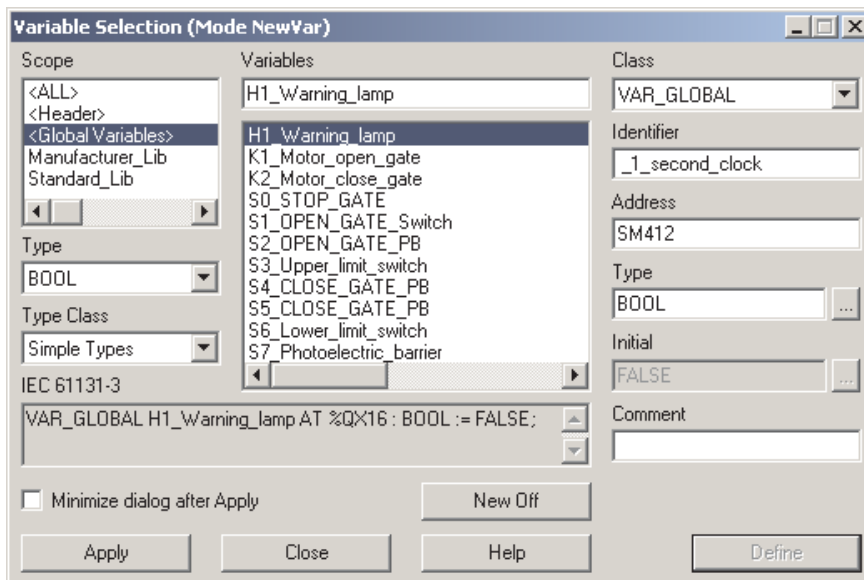 Variable Selection (Mode NewVar)
Scope
<ALL>
<Header>
<Global Variables>
Manufacturer_Lib
Standard_Lib
Type
BOOL
Type Class
Simple Types
Variables
H1_Warning_lamp
H1_Warning_lamp
K1_Motor_open_gate
K2_Motor_close_gate
S0_STOP_GATE
S1_OPEN_GATE_Switch
S2_OPEN_GATE_PB
S3_Upper_limit_switch
S4_CLOSE_GATE_PB
S5_CLOSE_GATE_PB
S6_Lower_limit_switch
S7_Photoelectric_barrier
IEC 61131-3
VAR_GLOBAL H1_Warning_lamp AT %QX16 : BOOL := FALSE;
Minimize dialog after Apply
New Off
Apply
Close
Help
Class
VAR_GLOBAL
Identifier
_1_second_clock
Address
SM412
Type
BOOL
...
Initial
FALSE
...
Comment
Define